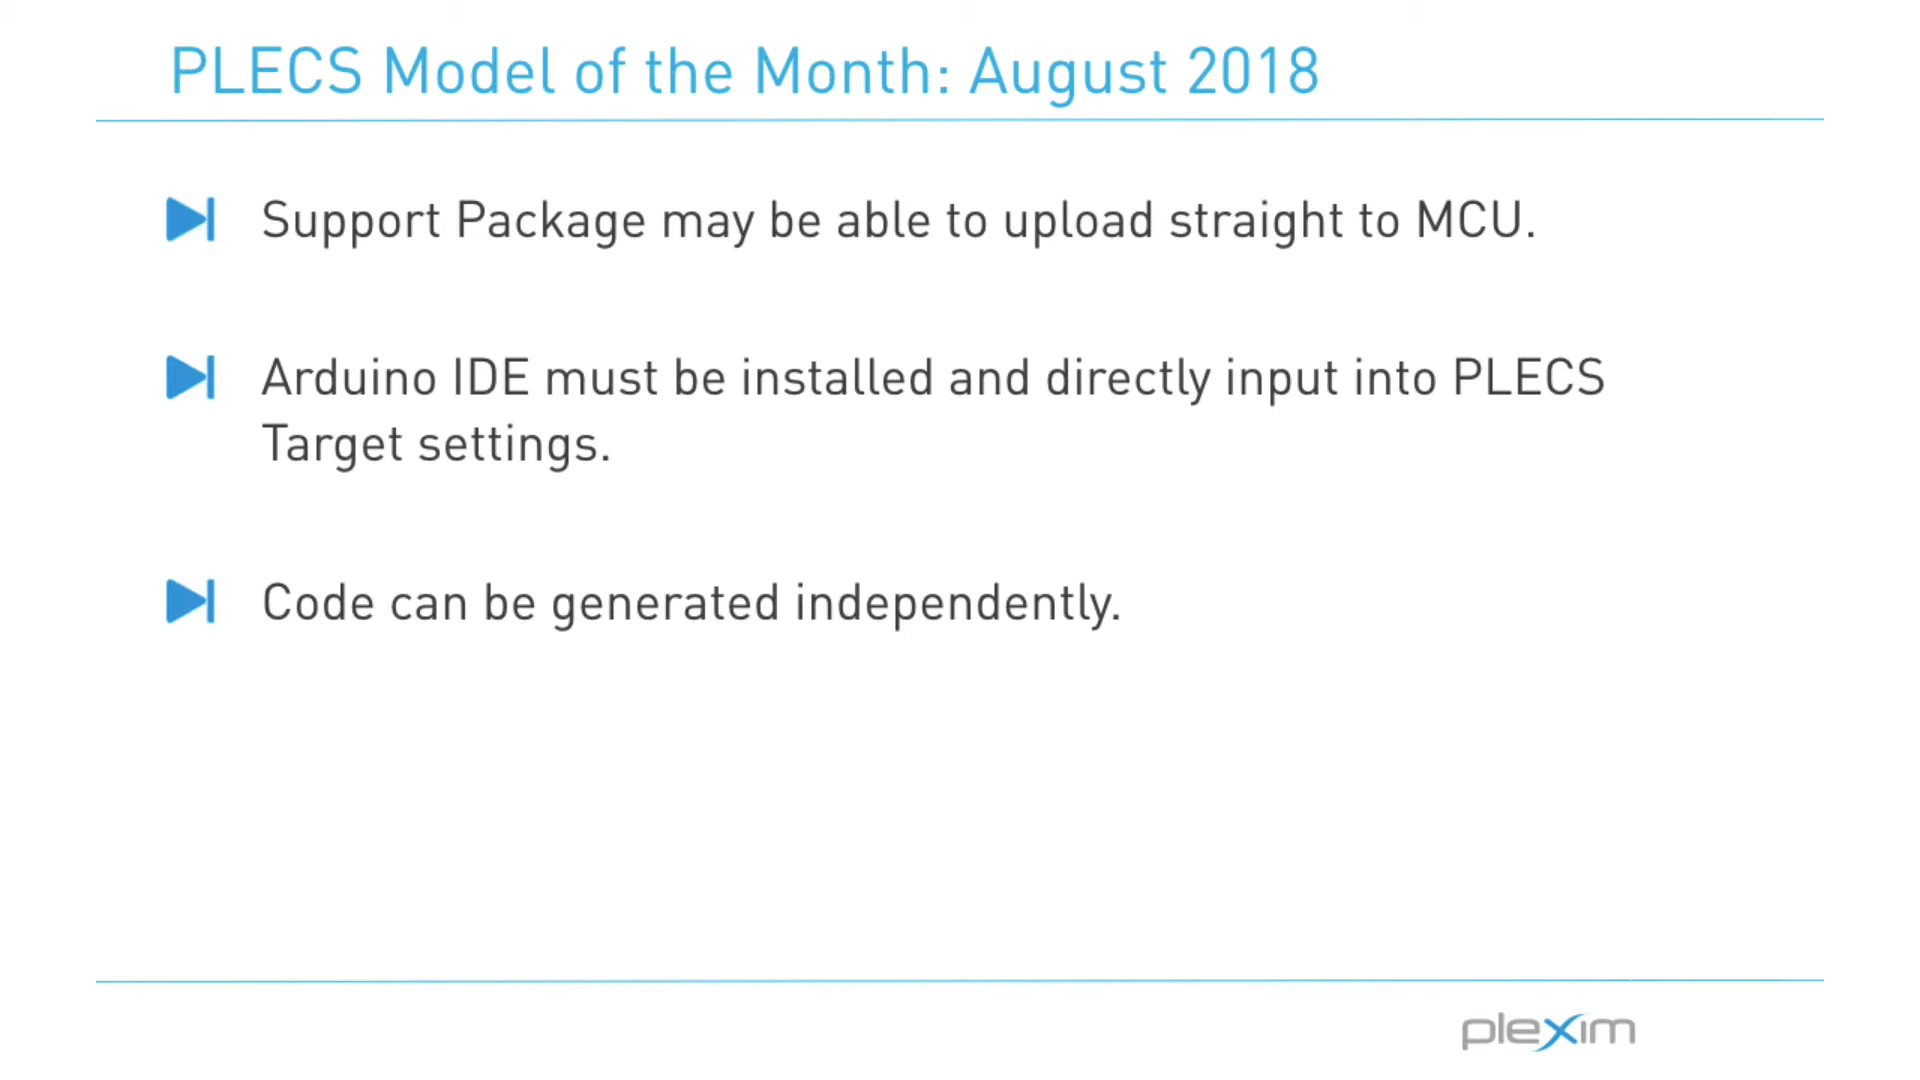 PLECS Model of the Month: August 2018
Support Package may be able to upload straight to MCU.
Arduino IDE must be installed and directly input into PLECS
Target settings.
Code can be generated independently.
plexim